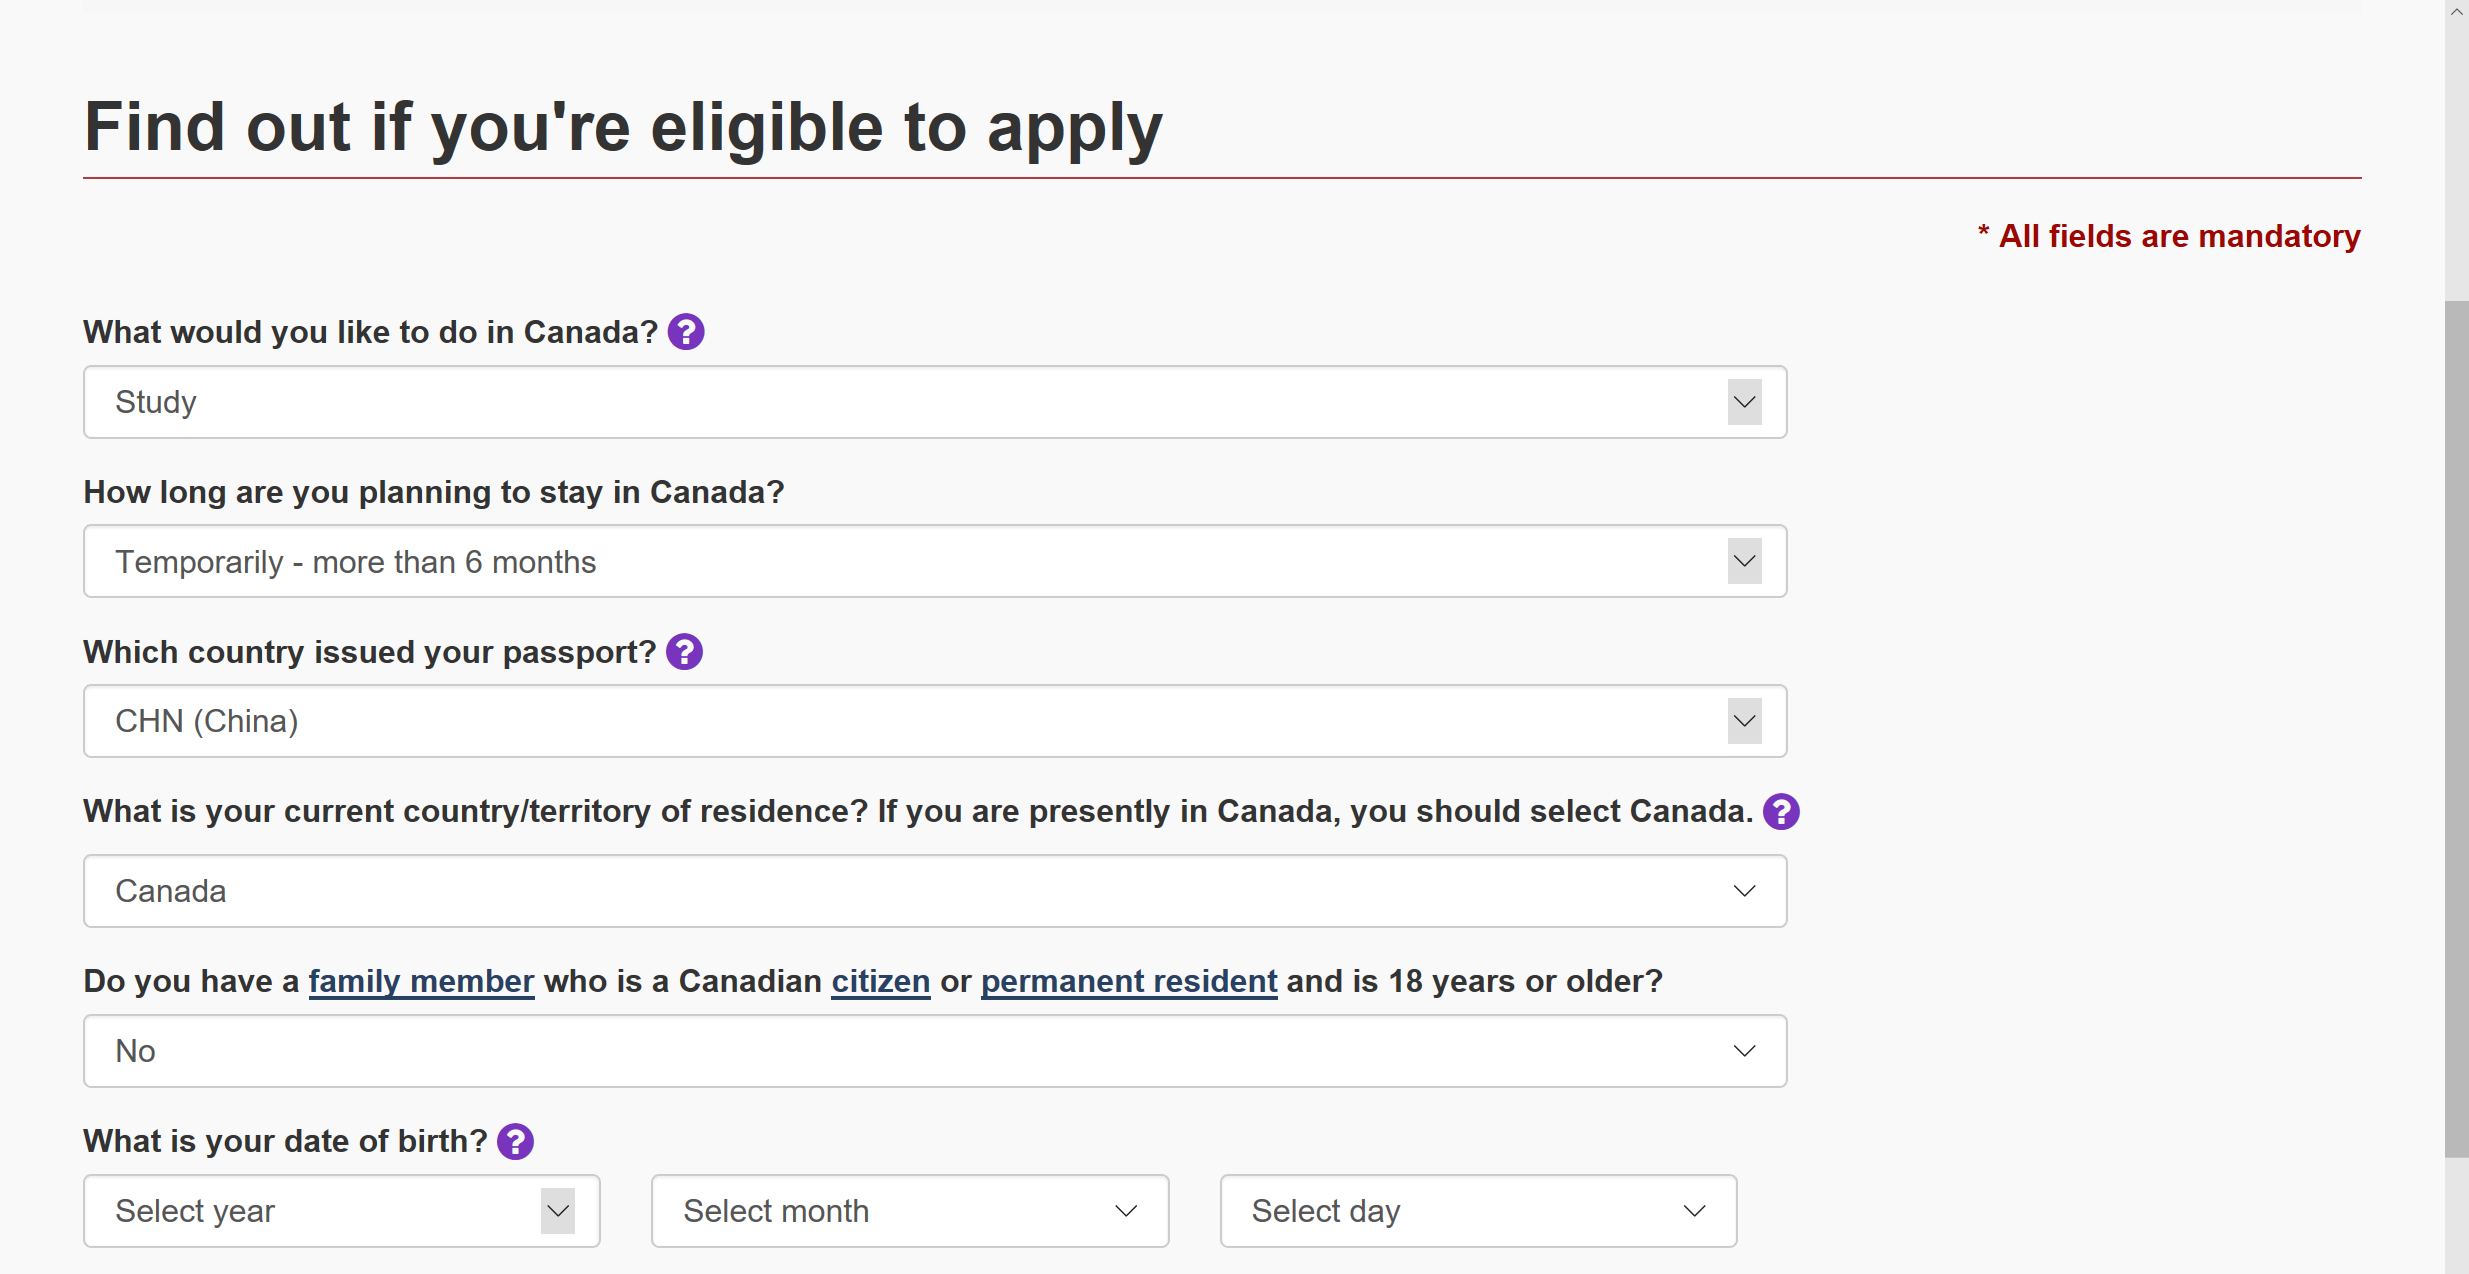 Find out if you're eligible to apply
* All fields are mandatory
What would you like to do in Canada? ?
Study
How long are you planning to stay in Canada?
Temporarily - more than 6 months
Which country issued your passport? ?
CHN (China)
What is your current country/territory of residence? If you are presently in Canada, you should select Canada. ?
Canada
Do you have a family member who is a Canadian citizen or permanent resident and is 18 years or older?
No
What is your date of birth? ?
Select year Select month Select day